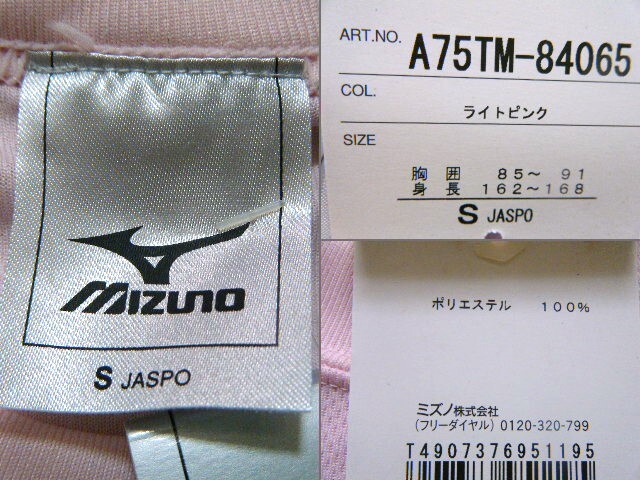 MIZUNO
S JASPO
ART.NO. A75TM-84065
COL.
ライトピンク
SIZE
胸囲 85〜91
身長 162〜168
S JASPO
ポリエステル 100%
ミズノ株式会社
(フリーダイヤル) 0120-320-799
T4907376951195